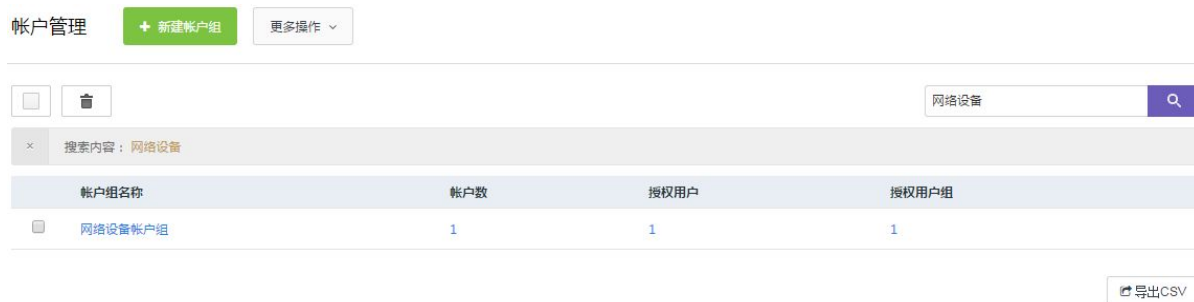 帐户管理 + 新建帐户组 更多操作
网络设备
× 搜索内容： 网络设备
帐户组名称 帐户数 授权用户 授权用户组
网络设备帐户组 1 1 1
导出CSV